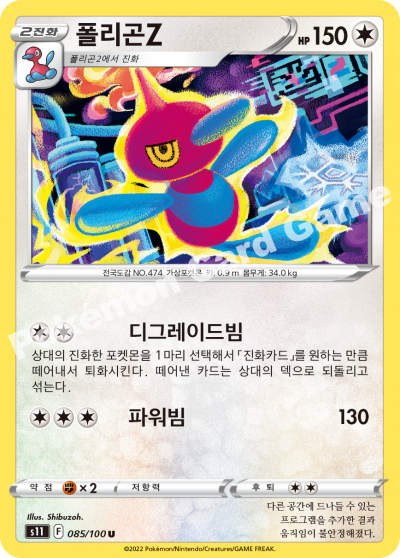 2진화
폴리곤Z
HP 150
폴리곤2에서 진화
전국도감 NO.474 가상포켓몬 키: 0.9 m 몸무게: 34.0 kg
Pokémon Card Game
디그레이드빔
상대의 진화한 포켓몬을 1마리 선택해서 「진화카드」를 원하는 만큼
떼어내서 퇴화시킨다. 떼어낸 카드는 상대의 덱으로 되돌리고
섞는다.
파워빔 130
약점 ×2 저항력 후퇴
Illus. Shibuzoh.
s11 F 085/100 U
다른 공간에 드나들 수 있는
프로그램을 추가한 결과
움직임이 불안정해졌다.
©2022 Pokémon/Nintendo/Creatures/GAME FREAK.